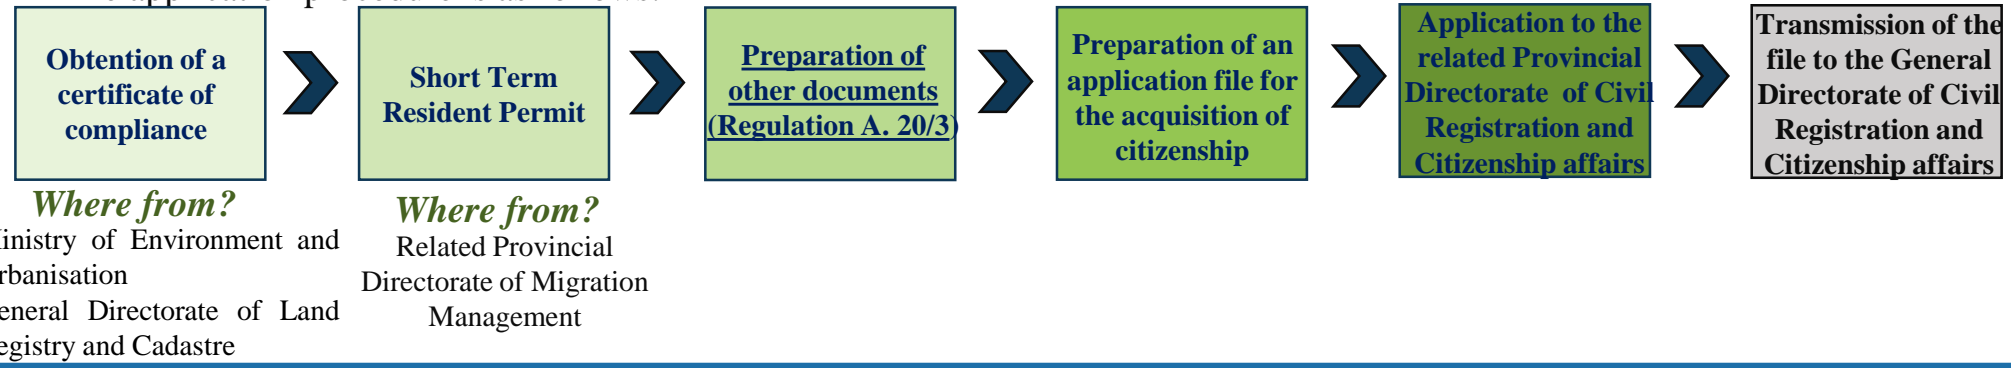 Obtention of a
certificate of
compliance
Short Term
Resident Permit
Preparation of
other documents
(Regulation A. 20/3)
Preparation of an
application file for
the acquisition of
citizenship
Application to the
related Provincial
Directorate of Civil
Registration and
Citizenship affairs
Transmission of the
file to the General
Directorate of Civil
Registration and
Citizenship affairs
Where from?
inistry of Environment and
rbanisation
eneral Directorate of Land
egistry and Cadastre
Where from?
Related Provincial
Directorate of Migration
Management